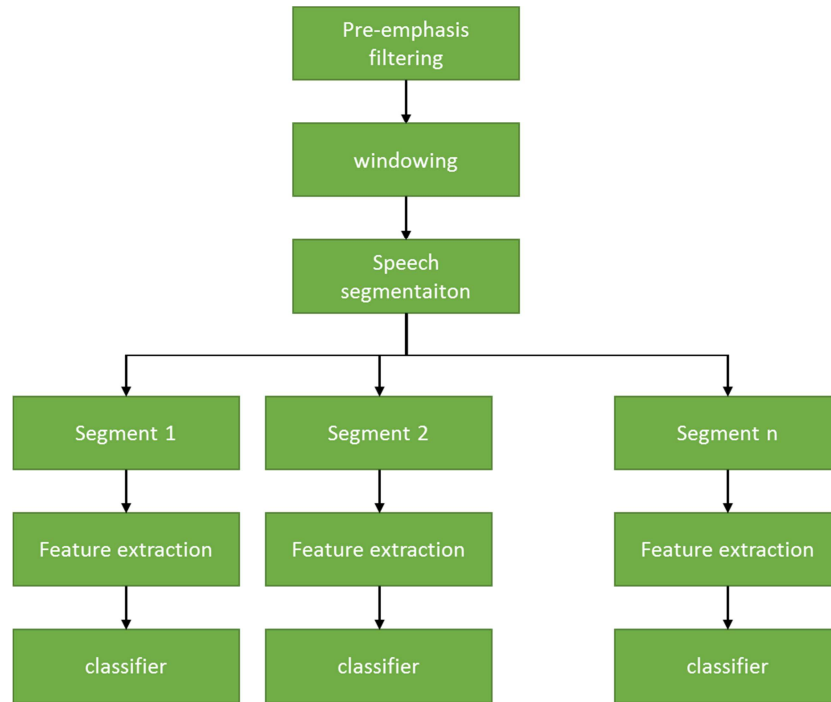 Pre-emphasis
filtering
windowing
Speech
segmentaiton
Segment 1
Segment 2
Segment n
Feature extraction
Feature extraction
Feature extraction
classifier
classifier
classifier